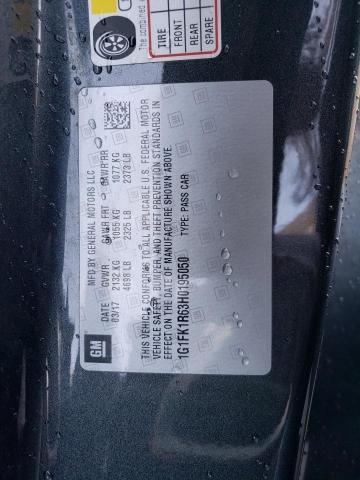 The combined
TIRE
FRONT
REAR
SPARE
GM
MFD BY GENERAL MOTORS LLC
DATE GVWR GAWR FRT GAWR RR
03/17 2132 KG 1055 KG 1077 KG
4698 LB 2325 LB 2373 LB
THIS VEHICLE CONFORMS TO ALL APPLICABLE U.S. FEDERAL MOTOR
VEHICLE SAFETY, BUMPER, AND THEFT PREVENTION STANDARDS IN
EFFECT ON THE DATE OF MANUFACTURE SHOWN ABOVE.
1G1FK1R63H0195050 TYPE: PASS CAR